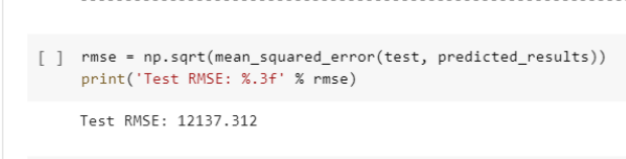 [ ] rmse = np.sqrt(mean_squared_error(test, predicted_results))
print('Test RMSE: %.3f' % rmse)
Test RMSE: 12137.312